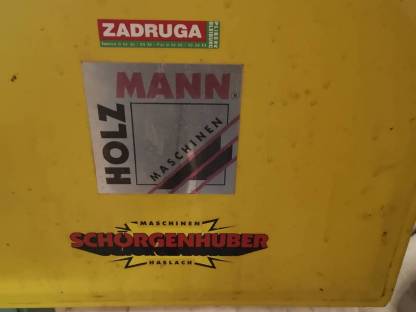 ZADRUGA
HOLZ
MANN
MASCHINEN
MASCHINEN
SCHÖRGENHUBER
HASLACH